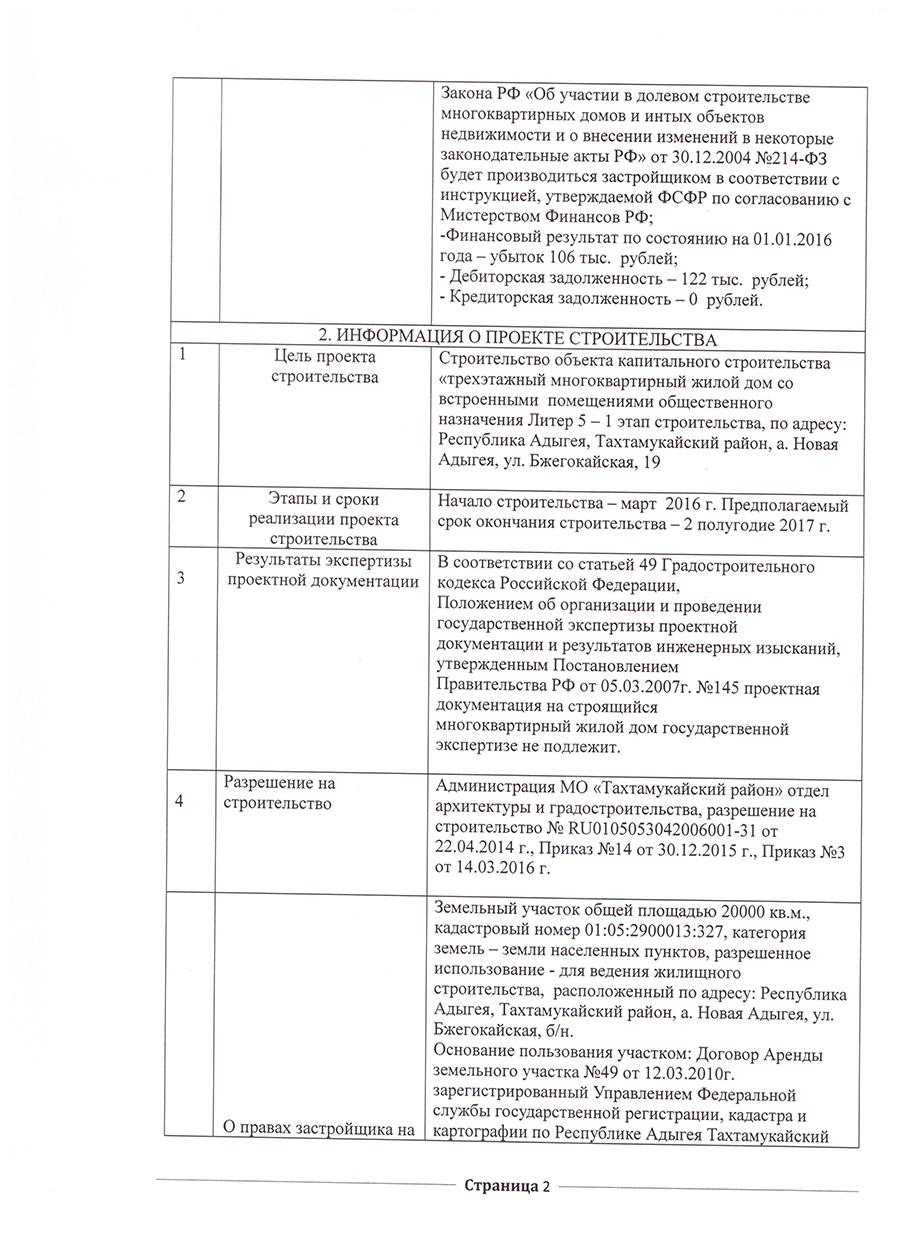 Закона РФ «Об участии в долевом строительстве
многоквартирных домов и интых объектов
недвижимости и о внесении изменений в некоторые
законодательные акты РФ» от 30.12.2004 №214-ФЗ
будет производиться застройщиком в соответствии с
инструкцией, утверждаемой ФСФР по согласованию с
Мистерством Финансов РФ;
-Финансовый результат по состоянию на 01.01.2016
года – убыток 106 тыс. рублей;
- Дебиторская задолженность – 122 тыс. рублей;
- Кредиторская задолженность – 0 рублей.
2. ИНФОРМАЦИЯ О ПРОЕКТЕ СТРОИТЕЛЬСТВА
1
Цель проекта
строительства
Строительство объекта капитального строительства
«трехэтажный многоквартирный жилой дом со
встроенными помещениями общественного
назначения Литер 5 – 1 этап строительства, по адресу:
Республика Адыгея, Тахтамукайский район, а. Новая
Адыгея, ул. Бжегокайская, 19
2
Этапы и сроки
реализации проекта
строительства
Начало строительства – март 2016 г. Предполагаемый
срок окончания строительства – 2 полугодие 2017 г.
3
Результаты экспертизы
проектной документации
В соответствии со статьей 49 Градостроительного
кодекса Российской Федерации,
Положением об организации и проведении
государственной экспертизы проектной
документации и результатов инженерных изысканий,
утвержденным Постановлением
Правительства РФ от 05.03.2007г. №145 проектная
документация на строящийся
многоквартирный жилой дом государственной
экспертизе не подлежит.
4
Разрешение на
строительство
Администрация МО «Тахтамукайский район» отдел
архитектуры и градостроительства, разрешение на
строительство № RU0105053042006001-31 от
22.04.2014 г., Приказ №14 от 30.12.2015 г., Приказ №3
от 14.03.2016 г.
О правах застройщика на
Земельный участок общей площадью 20000 кв.м.,
кадастровый номер 01:05:2900013:327, категория
земель – земли населенных пунктов, разрешенное
использование - для ведения жилищного
строительства, расположенный по адресу: Республика
Адыгея, Тахтамукайский район, а. Новая Адыгея, ул.
Бжегокайская, б/н.
Основание пользования участком: Договор Аренды
земельного участка №49 от 12.03.2010г.
зарегистрированный Управлением Федеральной
службы государственной регистрации, кадастра и
картографии по Республике Адыгея Тахтамукайский
Страница 2